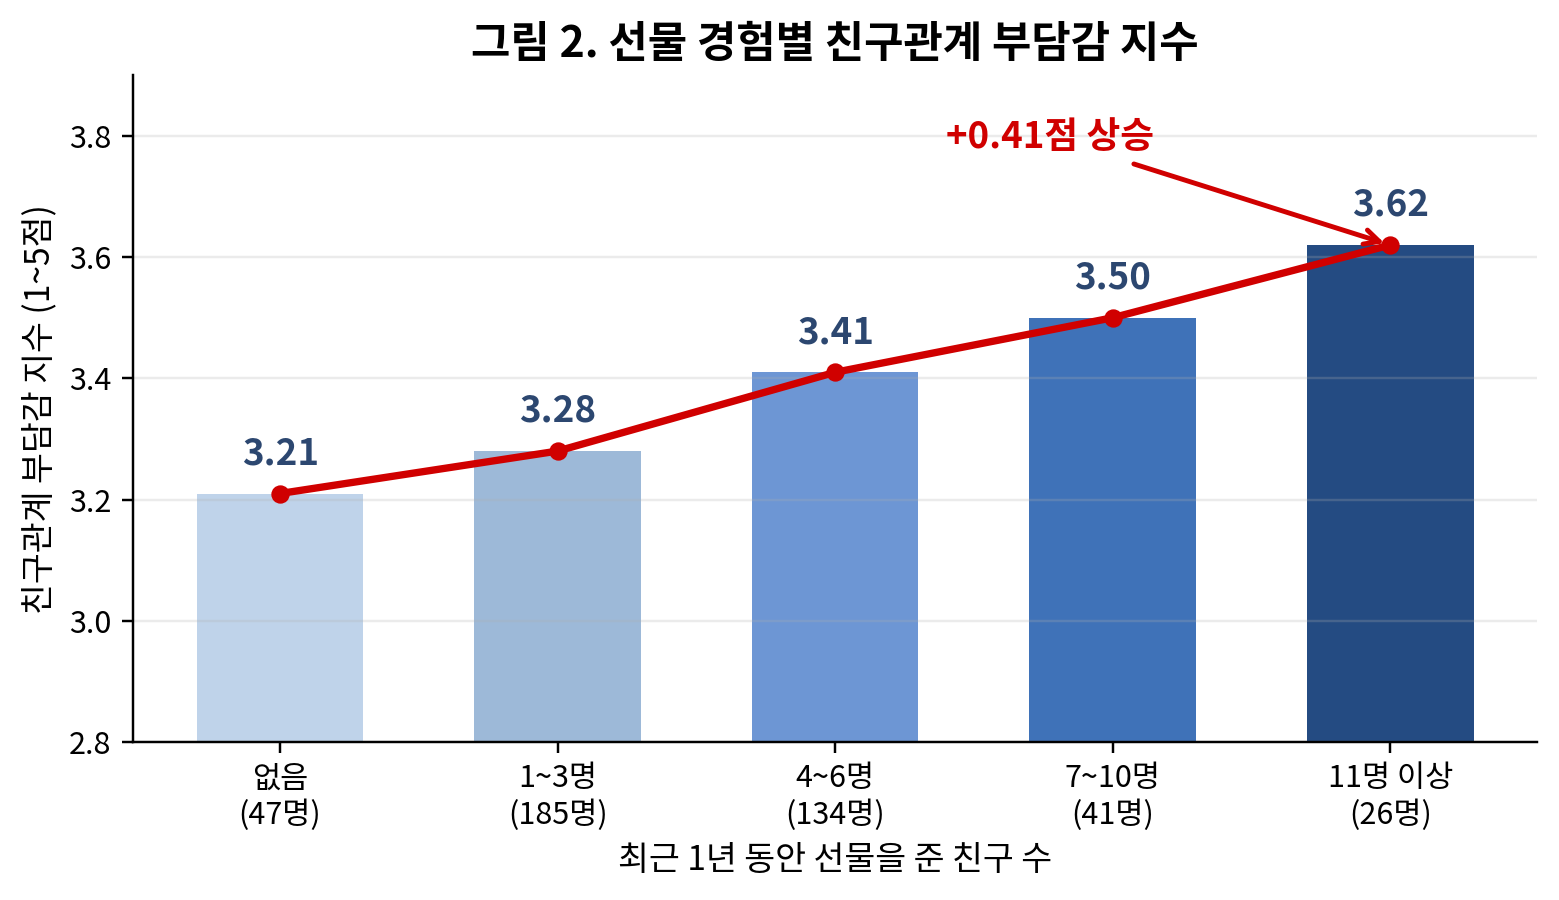 그림 2. 선물 경험별 친구관계 부담감 지수
+0.41점 상승
3.62
3.50
3.41
3.28
3.21
친구관계 부담감 지수 (1~5점)
3.8
3.6
3.4
3.2
3.0
2.8
없음 1~3명 4~6명 7~10명 11명 이상
(47명) (185명) (134명) (41명) (26명)
최근 1년 동안 선물을 준 친구 수